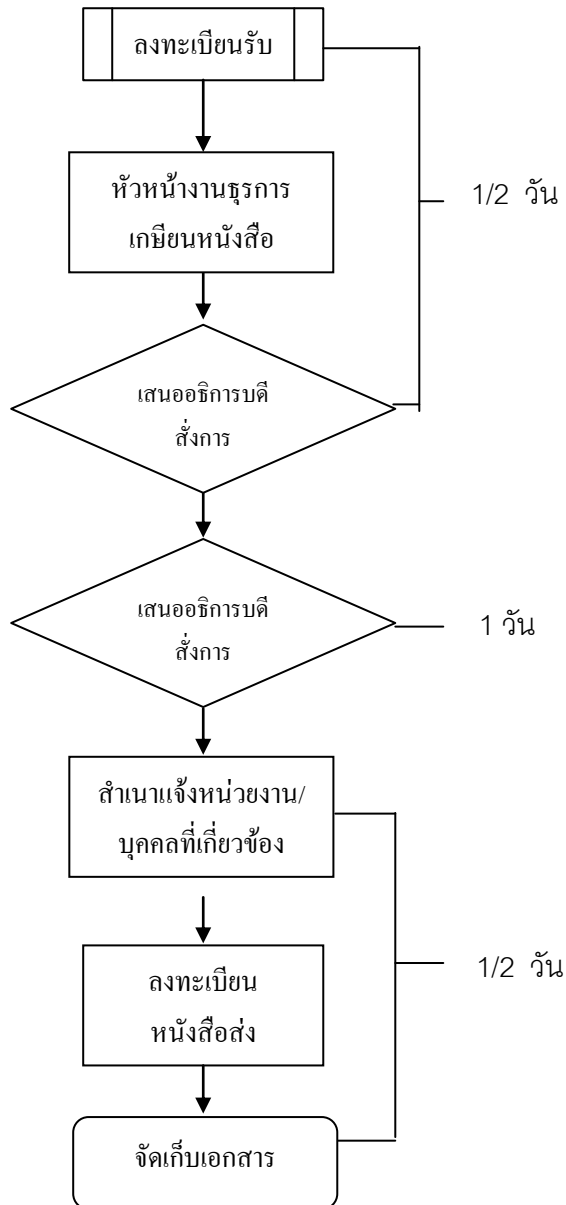 ลงทะเบียนรับ
หัวหน้างานธุรการ
เกษียนหนังสือ
1/2 วัน
เสนออธิการบดี
สั่งการ
เสนออธิการบดี
สั่งการ
1 วัน
สำเนาแจ้งหน่วยงาน/
บุคคลที่เกี่ยวข้อง
ลงทะเบียน
หนังสือส่ง
1/2 วัน
จัดเก็บเอกสาร